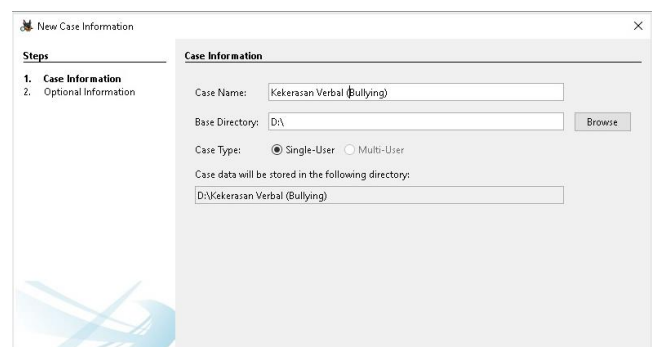 New Case Information
Steps
1. Case Information
2. Optional Information
Case Information
Case Name: Kekerasan Verbal (Bullying)
Base Directory: D:\ Browse
Case Type: Single-User Multi-User
Case data will be stored in the following directory:
D:\Kekerasan Verbal (Bullying)